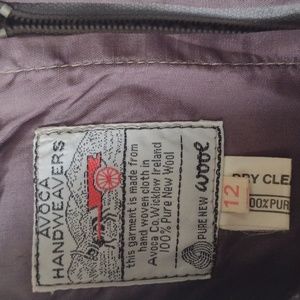 AVOCA
HANDWEAVERS
this garment is made from
hand woven cloth in
Avoca Co. Wicklow Ireland
100% Pure New Wool
wool
PURE NEW
12
DRY CLEA
100% PUR